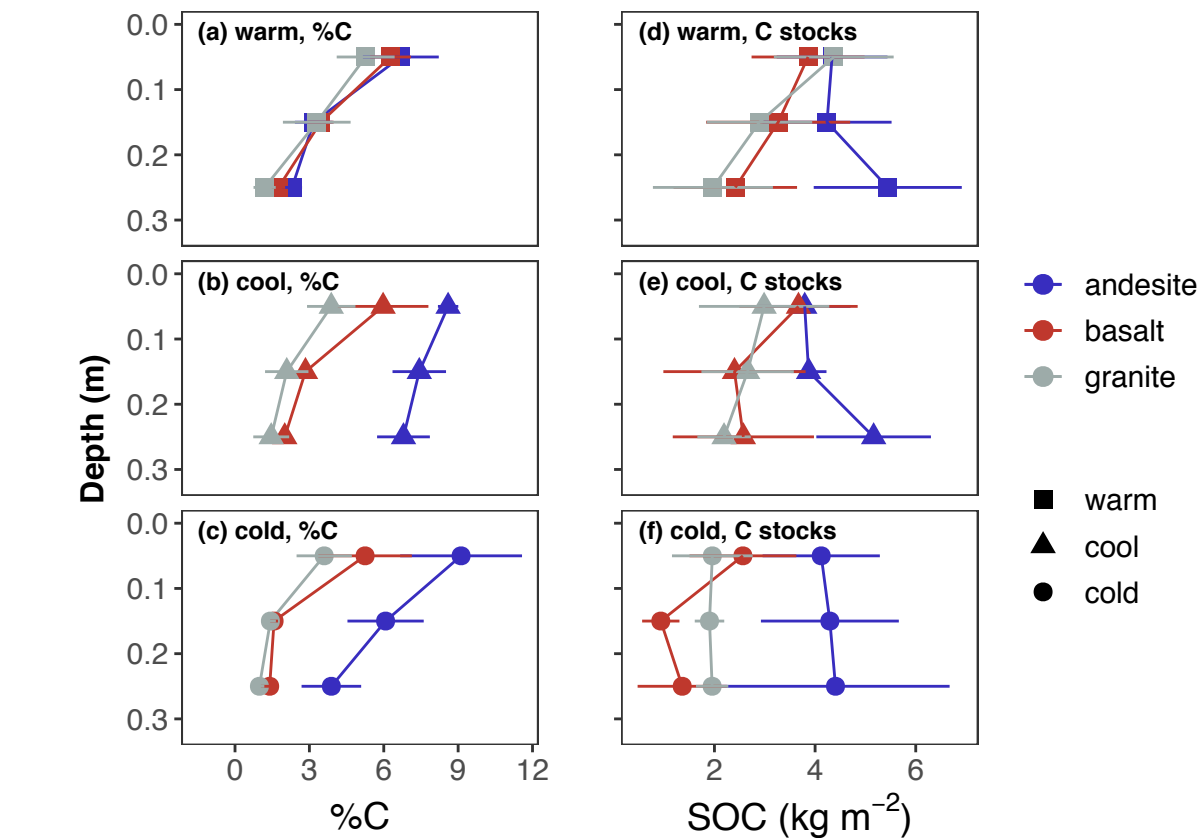 (a) warm, %C
0.0
0.1
0.2
0.3
(d) warm, C stocks
(b) cool, %C
0.0
0.1
0.2
0.3
(e) cool, C stocks
(c) cold, %C
0.0
0.1
0.2
0.3
(f) cold, C stocks
Depth (m)
0 3 6 9 12
%C
2 4 6
SOC (kg m⁻²)
andesite
basalt
granite
warm
cool
cold